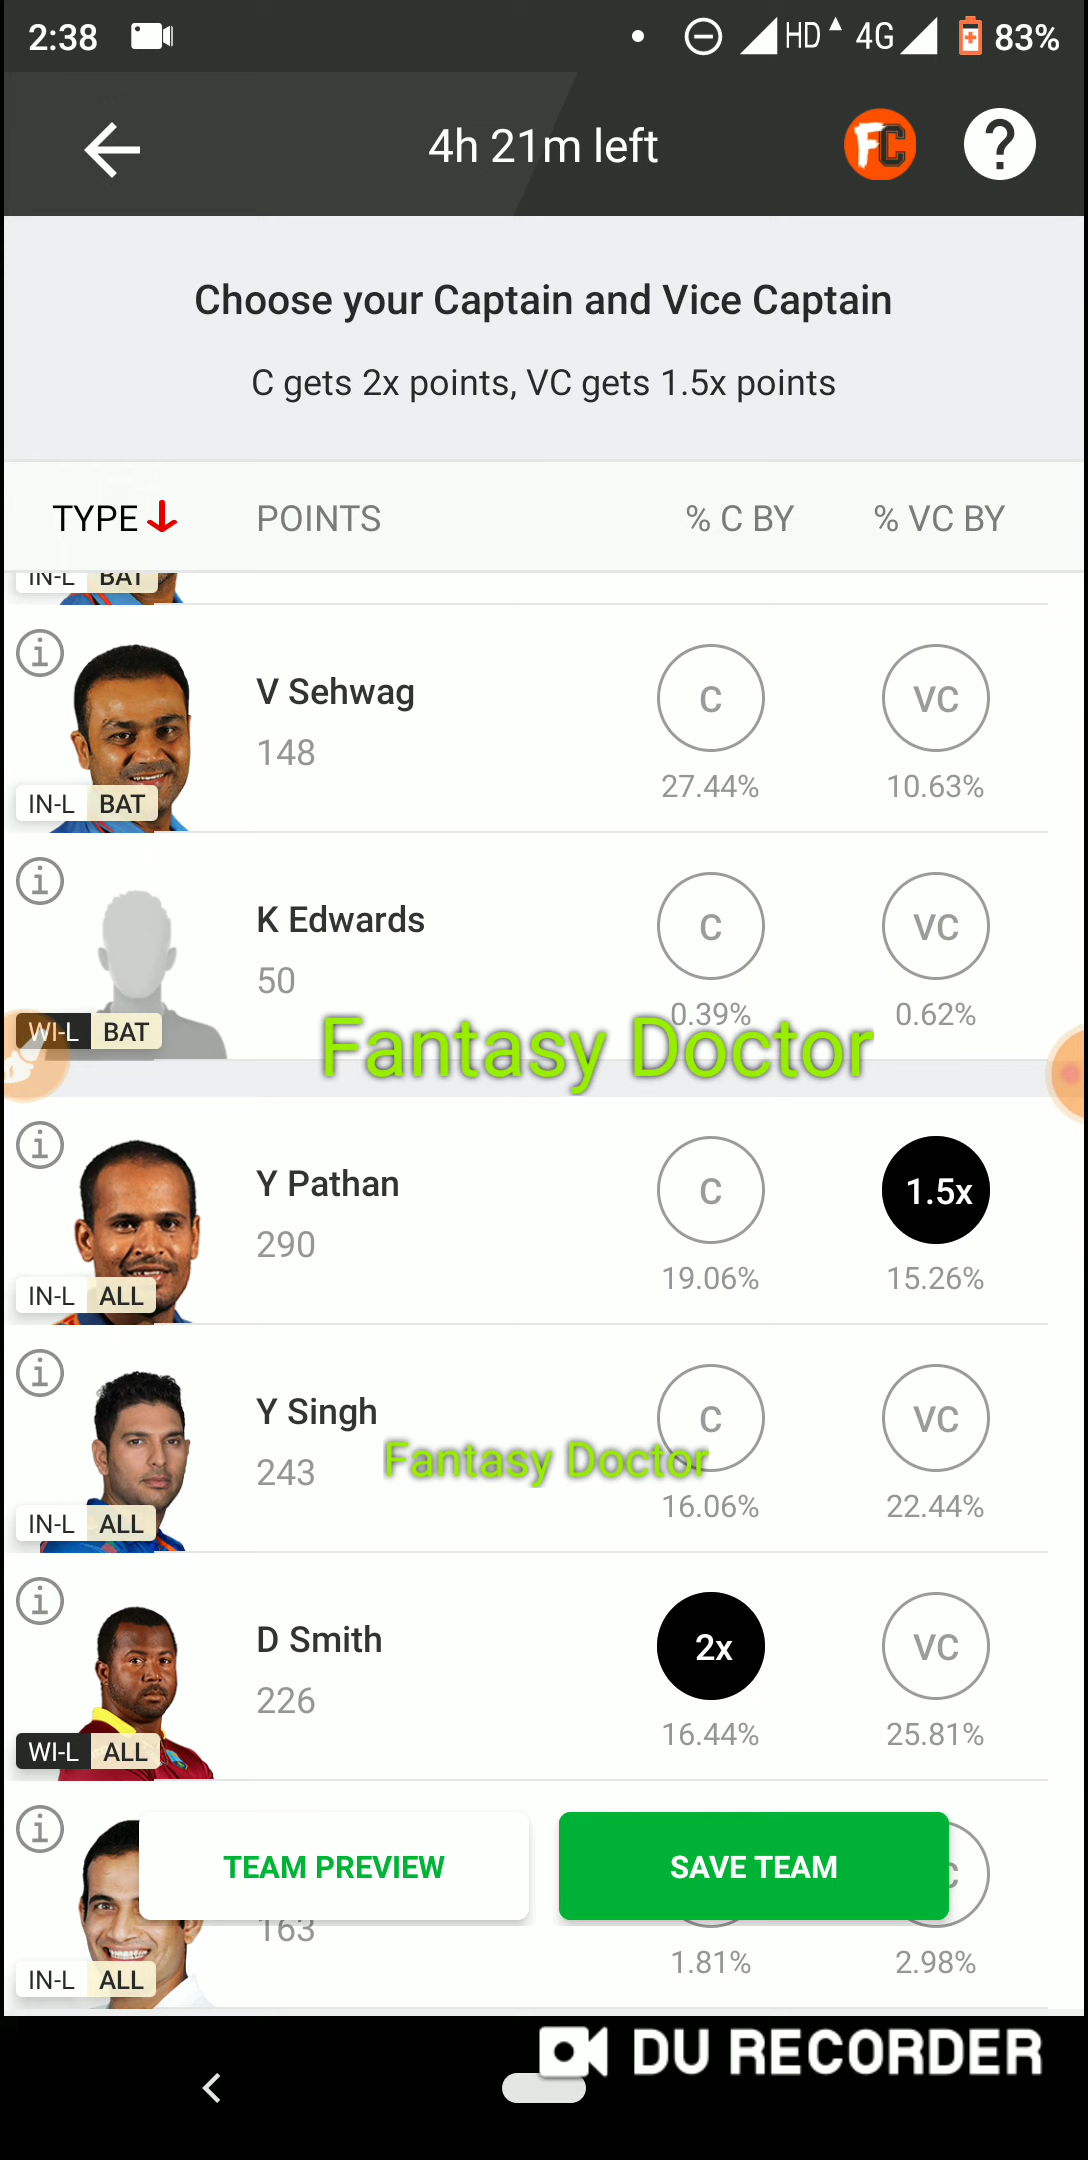 2:38
HD 4G 83%
4h 21m left
FC
?
Choose your Captain and Vice Captain
C gets 2x points, VC gets 1.5x points
TYPE POINTS % C BY % VC BY
IN-L BAT
i
V Sehwag
148
C
VC
27.44%
10.63%
IN-L BAT
i
K Edwards
50
C
VC
0.39%
0.62%
WI-L BAT
Fantasy Doctor
i
Y Pathan
290
C
1.5x
19.06%
15.26%
IN-L ALL
i
Y Singh
243
C
VC
Fantasy Doctor
16.06%
22.44%
IN-L ALL
i
D Smith
226
2x
VC
16.44%
25.81%
WI-L ALL
i
TEAM PREVIEW
SAVE TEAM
163
1.81%
2.98%
IN-L ALL
DU RECORDER